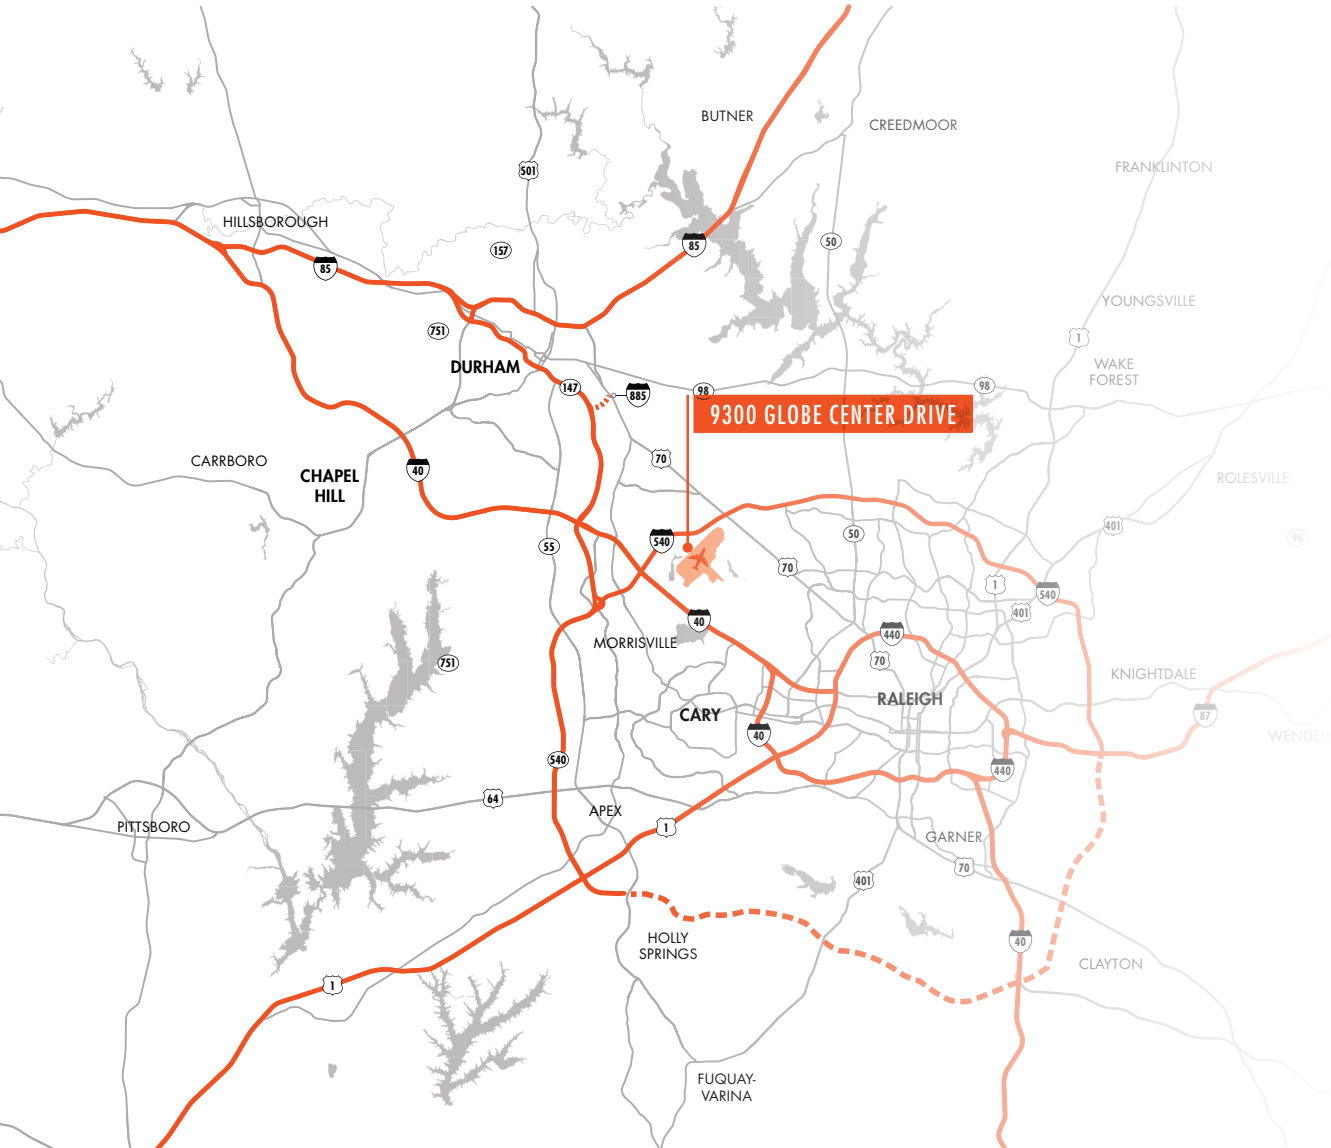 BUTNER
CREEDMOOR
501
FRANKLINTON
HILLSBOROUGH
157
50
85
85
YOUNGSVILLE
751
1
DURHAM
WAKE
FOREST
147
885
98
98
9300 GLOBE CENTER DRIVE
CARRBORO
70
CHAPEL
HILL
40
ROLESVILLE
401
50
96
540
55
70
1
540
401
40
440
MORRISVILLE
751
70
KNIGHTDALE
RALEIGH
CARY
87
40
WENDELL
540
440
64
APEX
PITTSBORO
1
GARNER
70
401
HOLLY
SPRINGS
40
CLAYTON
1
FUQUAY-
VARINA